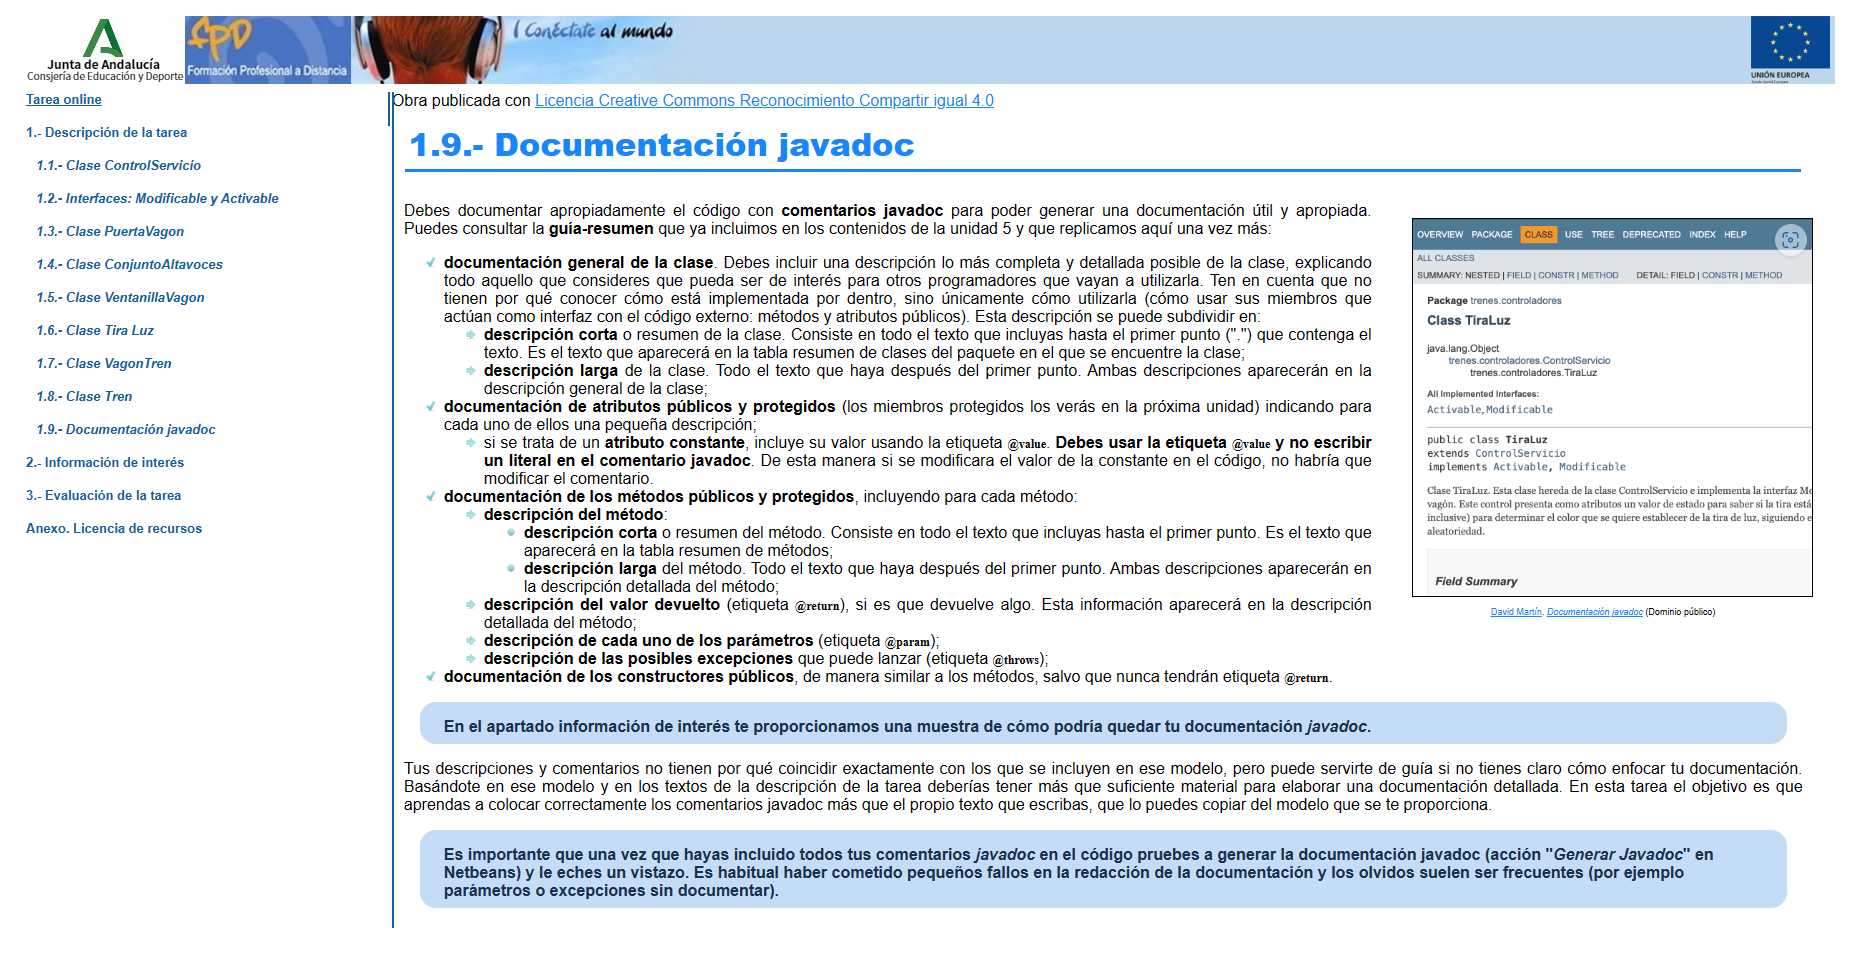 Junta de Andalucía
Consejería de Educación y Deporte
FPD
Formación Profesional a Distancia
Conéctate al mundo
UNIÓN EUROPEA
Tarea online
1.- Descripción de la tarea
1.1.- Clase ControlServicio
1.2.- Interfaces: Modificable y Activable
1.3.- Clase PuertaVagon
1.4.- Clase ConjuntoAltavoces
1.5.- Clase VentanillaVagon
1.6.- Clase Tira Luz
1.7.- Clase VagonTren
1.8.- Clase Tren
1.9.- Documentación javadoc
2.- Información de interés
3.- Evaluación de la tarea
Anexo. Licencia de recursos
Obra publicada con Licencia Creative Commons Reconocimiento Compartir igual 4.0
1.9.- Documentación javadoc
Debes documentar apropiadamente el código con comentarios javadoc para poder generar una documentación útil y apropiada.
Puedes consultar la guía-resumen que ya incluimos en los contenidos de la unidad 5 y que replicamos aquí una vez más:
documentación general de la clase. Debes incluir una descripción lo más completa y detallada posible de la clase, explicando
todo aquello que consideres que pueda ser de interés para otros programadores que vayan a utilizarla. Ten en cuenta que no
tienen por qué conocer cómo está implementada por dentro, sino únicamente cómo utilizarla (cómo usar sus miembros que
actúan como interfaz con el código externo: métodos y atributos públicos). Esta descripción se puede subdividir en:
descripción corta o resumen de la clase. Consiste en todo el texto que incluyas hasta el primer punto (".") que contenga el
texto. Es el texto que aparecerá en la tabla resumen de clases del paquete en el que se encuentre la clase;
descripción larga de la clase. Todo el texto que haya después del primer punto. Ambas descripciones aparecerán en la
descripción general de la clase;
documentación de atributos públicos y protegidos (los miembros protegidos los verás en la próxima unidad) indicando para
cada uno de ellos una pequeña descripción;
si se trata de un atributo constante, incluye su valor usando la etiqueta @value. Debes usar la etiqueta @value y no escribir
un literal en el comentario javadoc. De esta manera si se modificara el valor de la constante en el código, no habría que
modificar el comentario.
documentación de los métodos públicos y protegidos, incluyendo para cada método:
descripción del método:
descripción corta o resumen del método. Consiste en todo el texto que incluyas hasta el primer punto. Es el texto que
aparecerá en la tabla resumen de métodos;
descripción larga del método. Todo el texto que haya después del primer punto. Ambas descripciones aparecerán en
la descripción detallada del método;
descripción del valor devuelto (etiqueta @return), si es que devuelve algo. Esta información aparecerá en la descripción
detallada del método;
descripción de cada uno de los parámetros (etiqueta @param);
descripción de las posibles excepciones que puede lanzar (etiqueta @throws);
documentación de los constructores públicos, de manera similar a los métodos, salvo que nunca tendrán etiqueta @return.
OVERVIEW PACKAGE CLASS USE TREE DEPRECATED INDEX HELP
ALL CLASSES
SUMMARY: NESTED | FIELD | CONSTR | METHOD DETAIL: FIELD | CONSTR | METHOD
Package trenes.controladores
Class TiraLuz
java.lang.Object
trenes.controladores.ControlServicio
trenes.controladores.TiraLuz
All Implemented Interfaces:
Activable, Modificable
public class TiraLuz
extends ControlServicio
implements Activable, Modificable
Clase TiraLuz. Esta clase hereda de la clase ControlServicio e implementa la interfaz Mo
vagón. Este control presenta como atributos un valor de estado para saber si la tira está
inclusive) para determinar el color que se quiere establecer de la tira de luz, siguiendo e
aleatoriedad.
Field Summary
David Martín. Documentación javadoc (Dominio público)
En el apartado información de interés te proporcionamos una muestra de cómo podría quedar tu documentación javadoc.
Tus descripciones y comentarios no tienen por qué coincidir exactamente con los que se incluyen en ese modelo, pero puede servirte de guía si no tienes claro cómo enfocar tu documentación.
Basándote en ese modelo y en los textos de la descripción de la tarea deberías tener más que suficiente material para elaborar una documentación detallada. En esta tarea el objetivo es que
aprendas a colocar correctamente los comentarios javadoc más que el propio texto que escribas, que lo puedes copiar del modelo que se te proporciona.
Es importante que una vez que hayas incluido todos tus comentarios javadoc en el código pruebes a generar la documentación javadoc (acción "Generar Javadoc" en
Netbeans) y le eches un vistazo. Es habitual haber cometido pequeños fallos en la redacción de la documentación y los olvidos suelen ser frecuentes (por ejemplo
parámetros o excepciones sin documentar).